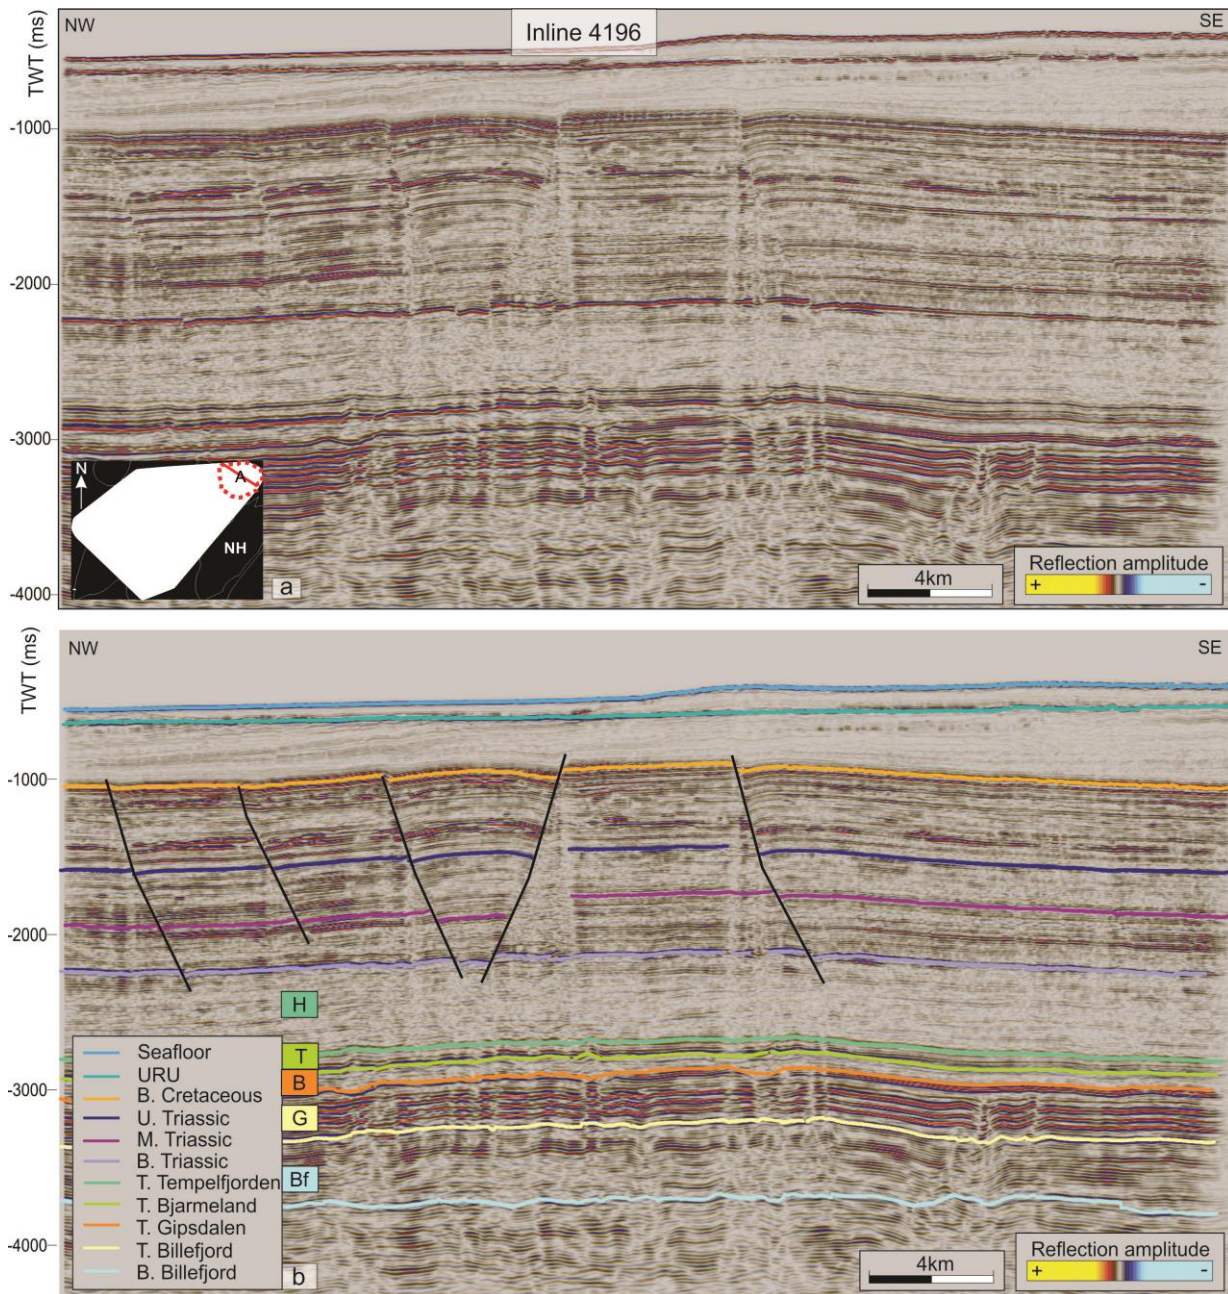 NW
Inline 4196
SE
TWT (ms)
-1000
-2000
-3000
-4000
N
A
NH
a
4km
Reflection amplitude
+ -
NW
SE
TWT (ms)
-1000
-2000
-3000
-4000
H
T
B
G
Bf
Seafloor
URU
B. Cretaceous
U. Triassic
M. Triassic
B. Triassic
T. Tempelfjorden
T. Bjarmeland
T. Gipsdalen
T. Billefjord
B. Billefjord
b
4km
Reflection amplitude
+ -